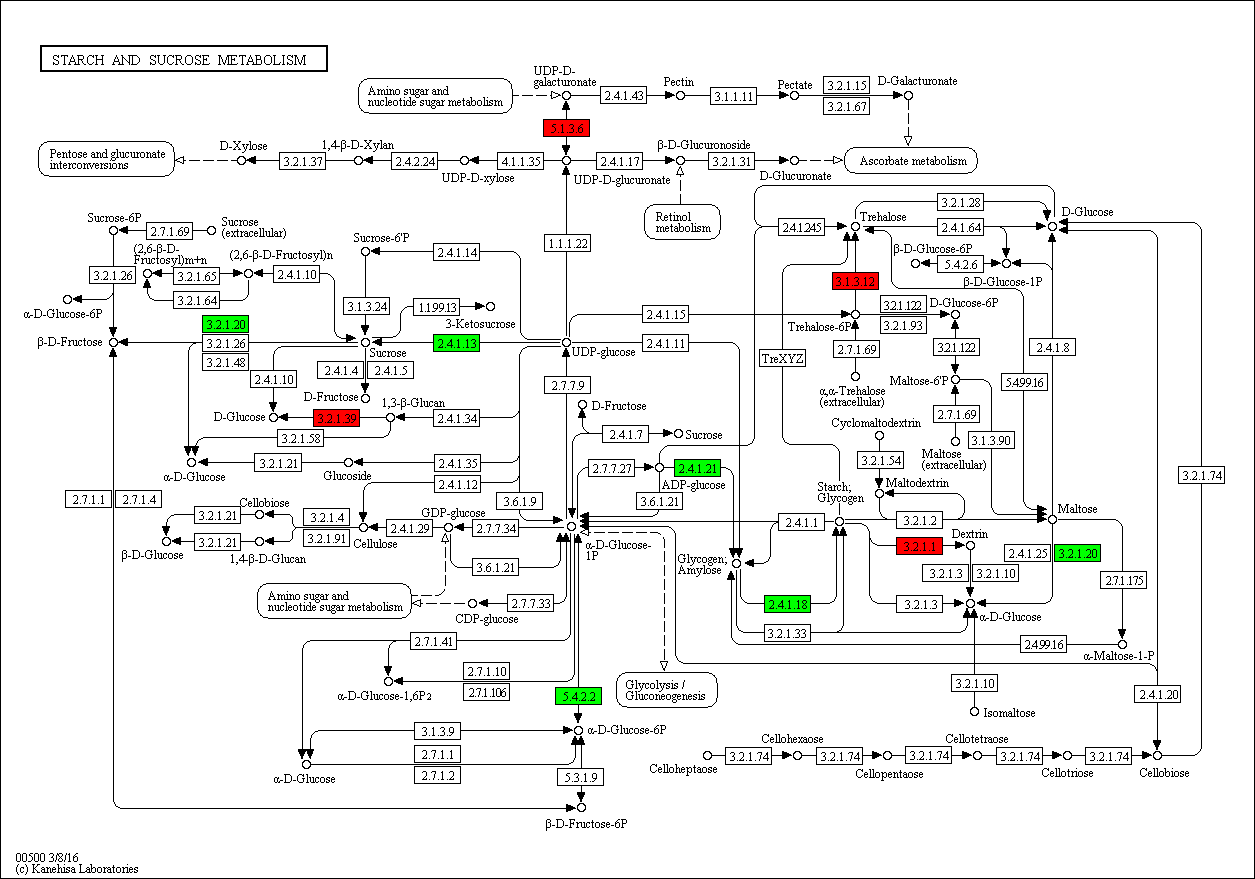 STARCH AND SUCROSE METABOLISM
UDP-D-
galacturonate
Amino sugar and
nucleotide sugar metabolism
2.4.1.43
Pectin
3.1.1.11
Pectate
3.2.1.15
3.2.1.67
D-Galacturonate
5.1.3.6
Pentose and glucuronate
interconversions
D-Xylose
3.2.1.37
1,4-β-D-Xylan
2.4.2.24
UDP-D-xylose
4.1.1.35
2.4.1.17
UDP-D-glucuronate
β-D-Glucuronoside
3.2.1.31
D-Glucuronate
Ascorbate metabolism
Retinol
metabolism
Sucrose-6P
2.7.1.69
Sucrose
(extracellular)
(2,6-β-D-
Fructosyl)m+n
(2,6-β-D-Fructosyl)n
3.2.1.26
3.2.1.65
2.4.1.10
3.2.1.64
α-D-Glucose-6P
Sucrose-6'P
2.4.1.14
1.1.1.22
3.1.3.24
1.1.99.13
3-Ketosucrose
2.4.1.245
Trehalose
3.2.1.28
2.4.1.64
D-Glucose
β-D-Glucose-6P
5.4.2.6
β-D-Glucose-1P
3.1.3.12
3.2.1.122
3.2.1.93
D-Glucose-6P
Trehalose-6P
2.4.1.15
3.2.1.20
3.2.1.26
3.2.1.48
β-D-Fructose
Sucrose
2.4.1.13
UDP-glucose
2.4.1.11
TreXYZ
2.7.1.69
3.2.1.122
2.4.1.8
2.4.1.10
2.4.1.4
2.4.1.5
2.7.7.9
α,α-Trehalose
(extracellular)
Maltose-6'P
5.4.99.16
D-Fructose
D-Glucose
3.2.1.39
1,3-β-Glucan
2.4.1.34
D-Fructose
2.7.1.69
Cyclomaltodextrin
3.2.1.58
2.4.1.7
Sucrose
3.1.3.90
Maltose
(extracellular)
3.2.1.54
α-D-Glucose
3.2.1.21
Glucoside
2.4.1.35
2.7.7.27
2.4.1.21
ADP-glucose
3.2.1.74
2.4.1.12
Starch;
Glycogen
Maltodextrin
2.7.1.1
2.7.1.4
Cellobiose
3.6.1.9
3.6.1.21
3.2.1.21
3.2.1.4
GDP-glucose
Maltose
2.4.1.29
2.7.7.34
2.4.1.1
3.2.1.2
β-D-Glucose
3.2.1.21
1,4-β-D-Glucan
3.2.1.91
Cellulose
α-D-Glucose-
1P
Dextrin
3.2.1.1
2.4.1.25
3.2.1.20
Glycogen;
Amylose
3.6.1.21
3.2.1.3
3.2.1.10
2.7.1.175
Amino sugar and
nucleotide sugar metabolism
2.7.7.33
CDP-glucose
2.4.1.18
3.2.1.3
α-D-Glucose
3.2.1.33
2.7.1.41
2.4.99.16
α-Maltose-1-P
2.7.1.10
2.7.1.106
α-D-Glucose-1,6P2
5.4.2.2
Glycolysis /
Gluconeogenesis
3.2.1.10
Isomaltose
2.4.1.20
3.1.3.9
α-D-Glucose-6P
2.7.1.1
2.7.1.2
α-D-Glucose
5.3.1.9
Cellohexaose
Cellotetraose
3.2.1.74
3.2.1.74
3.2.1.74
3.2.1.74
3.2.1.74
Celloheptaose
Cellopentaose
Cellotriose
Cellobiose
β-D-Fructose-6P
00500 3/8/16
(c) Kanehisa Laboratories